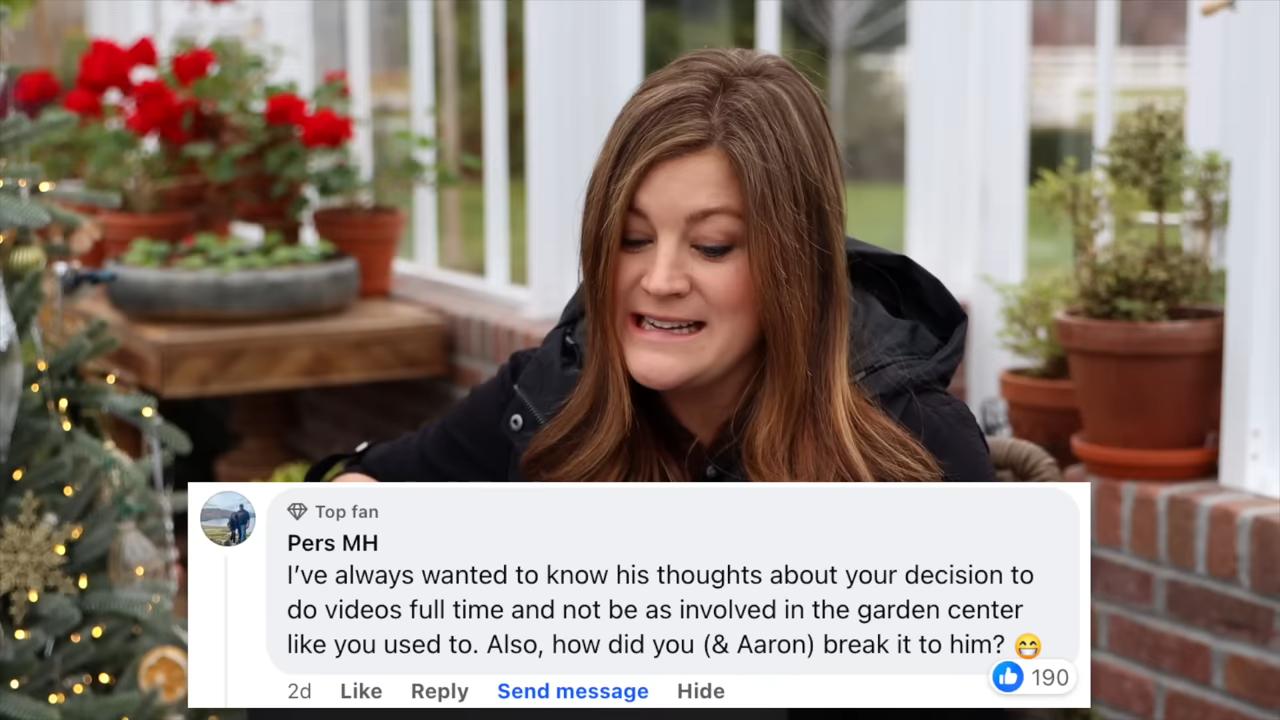 Top fan
Pers MH
I’ve always wanted to know his thoughts about your decision to
do videos full time and not be as involved in the garden center
like you used to. Also, how did you (& Aaron) break it to him? 😁
190
2d Like Reply Send message Hide